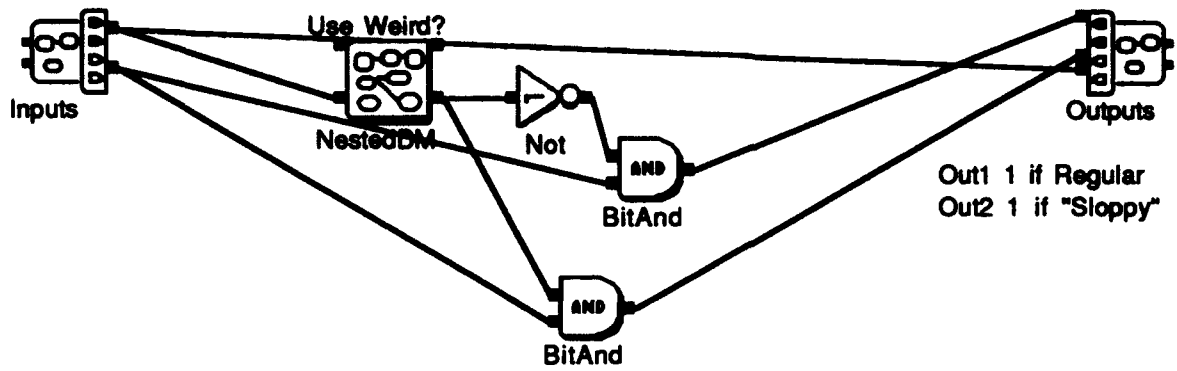 Use Weird?
Inputs
NestedDM
Not
AND
BitAnd
Outputs
Out1 1 if Regular
Out2 1 if "Sloppy"
AND
BitAnd